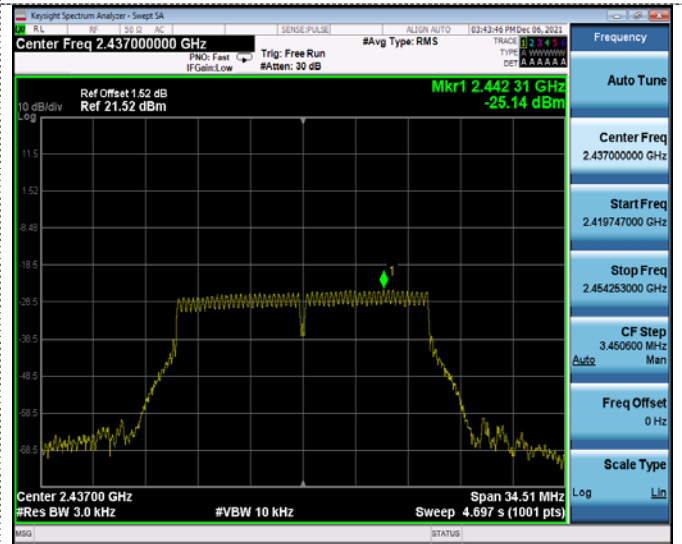 Keysight Spectrum Analyzer - Swept SA
RL RF 50 Ω AC SENSE:PULSE ALIGN AUTO 03:43:46 PM Dec 06, 2021
Center Freq 2.437000000 GHz #Avg Type: RMS TRACE 1 2 3 4 5 6 Frequency
PNO: Fast Trig: Free Run TYPE A WWWWW
IFGain:Low #Atten: 30 dB DET A A A A A A
Auto Tune
Mkr1 2.442 31 GHz
Ref Offset 1.52 dB
10 dB/div Ref 21.52 dBm -25.14 dBm
Log
11.5
1.52
-8.48
-18.5
-28.5
-38.5
-48.5
-58.5
-68.5
1
Center 2.43700 GHz Span 34.51 MHz
#Res BW 3.0 kHz #VBW 10 kHz Sweep 4.697 s (1001 pts)
MSG STATUS
Center Freq
2.437000000 GHz
Start Freq
2.419747000 GHz
Stop Freq
2.454253000 GHz
CF Step
3.450600 MHz
Auto Man
Freq Offset
0 Hz
Scale Type
Log Lin